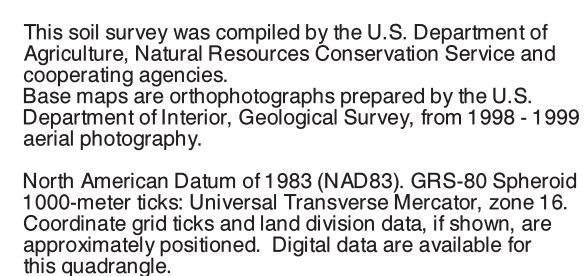 This soil survey was compiled by the U.S. Department of
Agriculture, Natural Resources Conservation Service and
cooperating agencies.
Base maps are orthophotographs prepared by the U.S.
Department of Interior, Geological Survey, from 1998 - 1999
aerial photography.

North American Datum of 1983 (NAD83). GRS-80 Spheroid
1000-meter ticks: Universal Transverse Mercator, zone 16.
Coordinate grid ticks and land division data, if shown, are
approximately positioned.  Digital data are available for
this quadrangle.